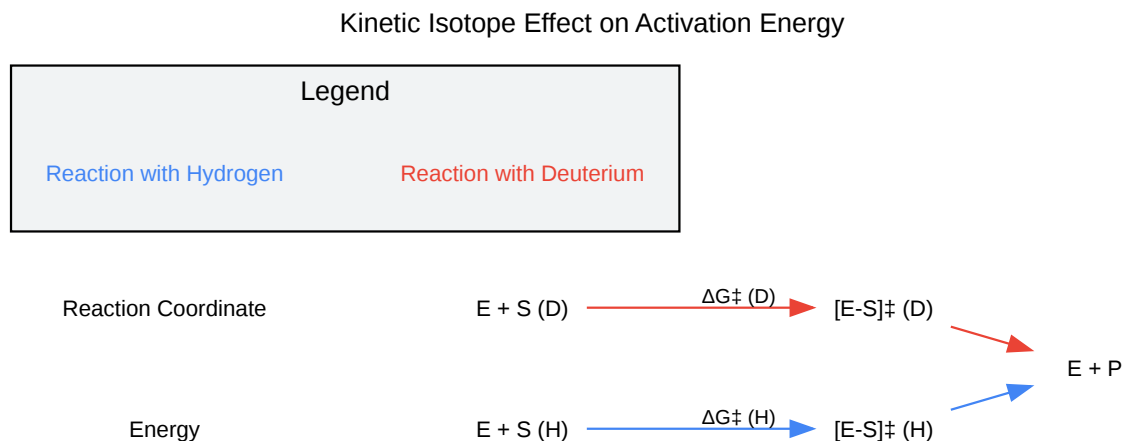 Kinetic Isotope Effect on Activation Energy
Legend
Reaction with Hydrogen
Reaction with Deuterium
Reaction Coordinate
E + S (D)
ΔG‡ (D)
[E-S]‡ (D)
E + P
Energy
E + S (H)
ΔG‡ (H)
[E-S]‡ (H)